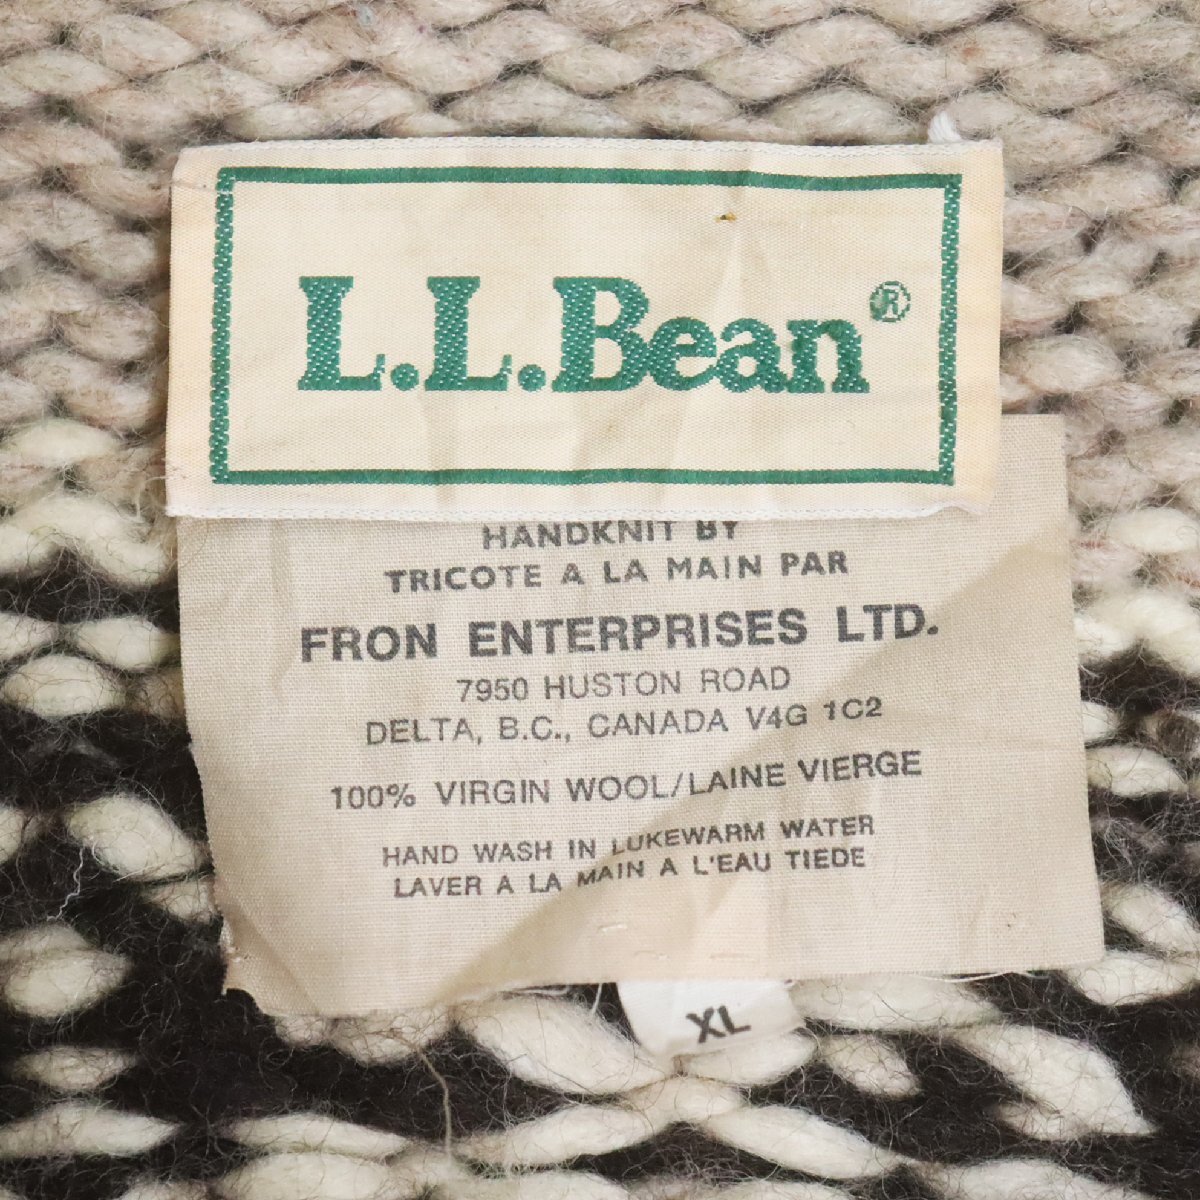 L.L.Bean®
HANDKNIT BY
TRICOTE A LA MAIN PAR
FRON ENTERPRISES LTD.
7950 HUSTON ROAD
DELTA, B.C., CANADA V4G 1C2
100% VIRGIN WOOL/LAINE VIERGE
HAND WASH IN LUKEWARM WATER
LAVER A LA MAIN A L'EAU TIEDE
XL